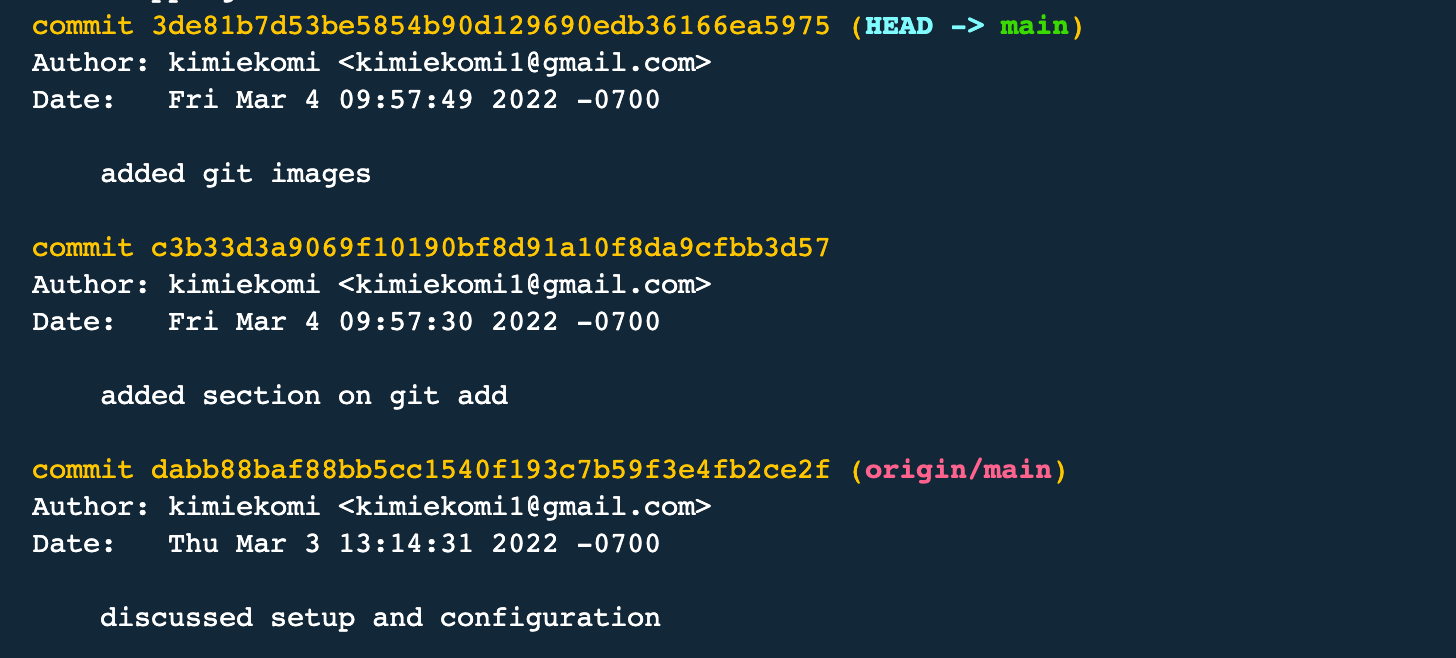 commit 3de81b7d53be5854b90d129690edb36166ea5975 (HEAD -> main)
Author: kimiekomi <kimiekomi1@gmail.com>
Date:   Fri Mar 4 09:57:49 2022 -0700
added git images
commit c3b33d3a9069f10190bf8d91a10f8da9cfbb3d57
Author: kimiekomi <kimiekomi1@gmail.com>
Date:   Fri Mar 4 09:57:30 2022 -0700
added section on git add
commit dabb88baf88bb5cc1540f193c7b59f3e4fb2ce2f (origin/main)
Author: kimiekomi <kimiekomi1@gmail.com>
Date:   Thu Mar 3 13:14:31 2022 -0700
discussed setup and configuration